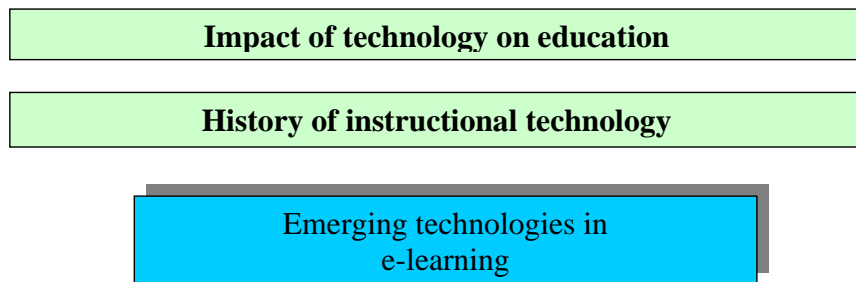 Impact of technology on education
History of instructional technology
Emerging technologies in
e-learning